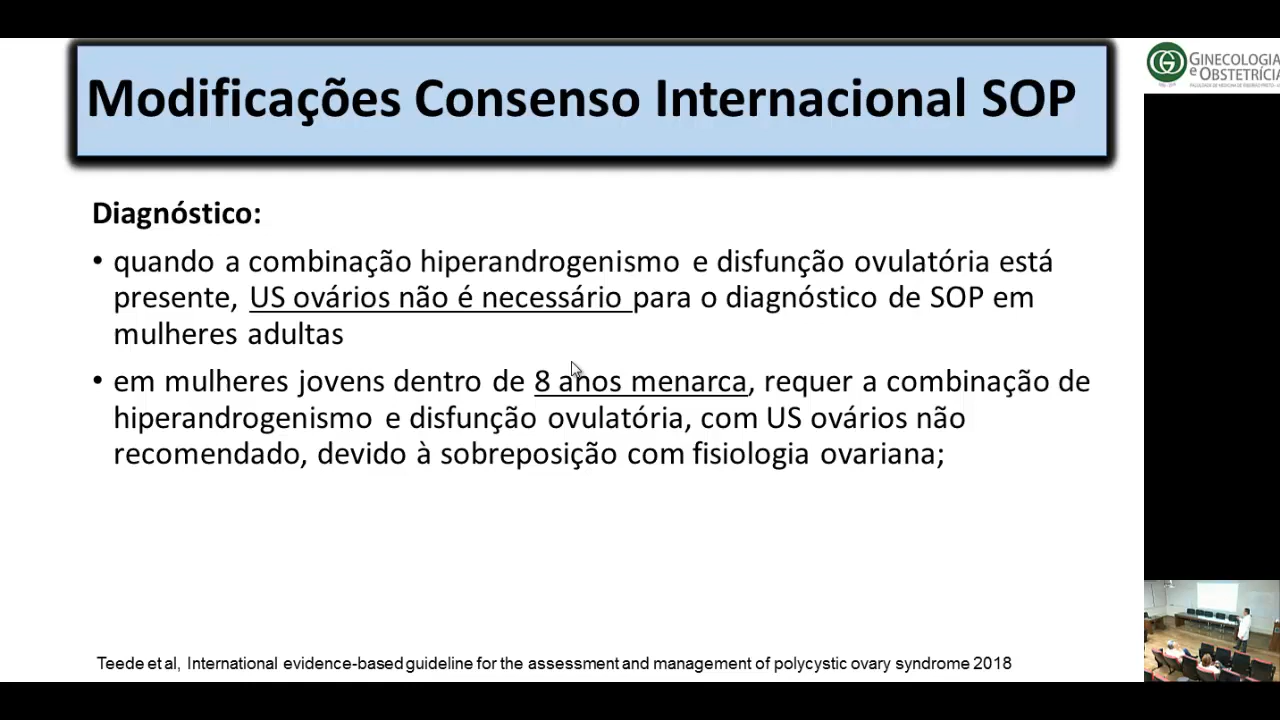 Modificações Consenso Internacional SOP
GINECOLOGIA
e OBSTETRÍCIA
Diagnóstico:
• quando a combinação hiperandrogenismo e disfunção ovulatória está
presente, US ovários não é necessário para o diagnóstico de SOP em
mulheres adultas
• em mulheres jovens dentro de 8 anos menarca, requer a combinação de
hiperandrogenismo e disfunção ovulatória, com US ovários não
recomendado, devido à sobreposição com fisiologia ovariana;
Teede et al, International evidence-based guideline for the assessment and management of polycystic ovary syndrome 2018